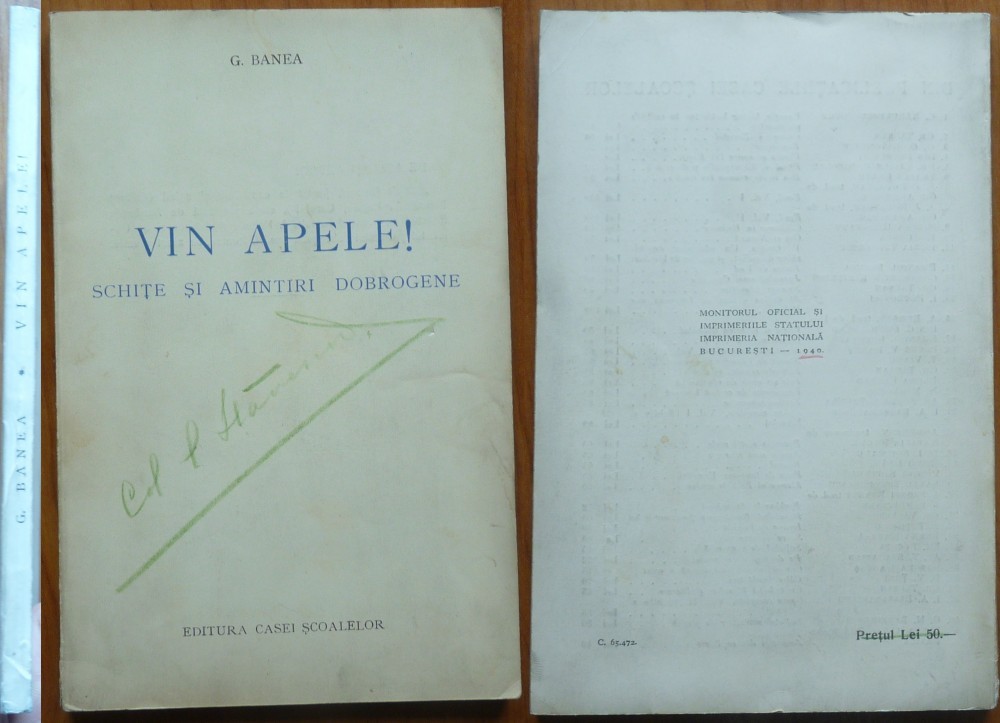 G. BANEA • VIN APELE!
G. BANEA
VIN APELE!
SCHIȚE ȘI AMINTIRI DOBROGENE
EDITURA CASEI ȘCOALELOR
MONITORUL OFICIAL ȘI
IMPRIMERIILE STATULUI
IMPRIMERIA NAȚIONALĂ
BUCUREȘTI — 1940.
C. 65.472.
Prețul Lei 50.—